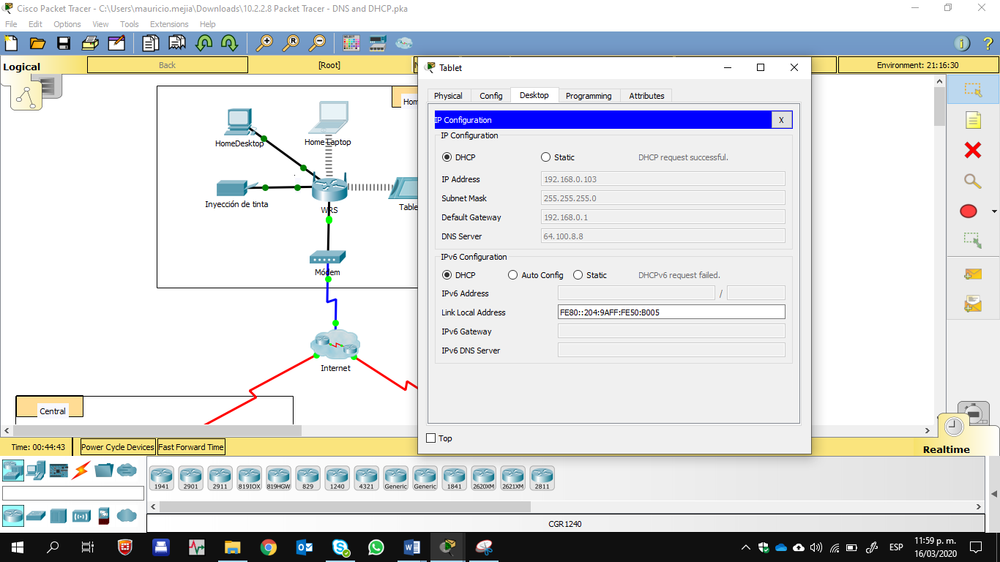 Cisco Packet Tracer - C:\Users\mauricio.mejia\Downloads\10.2.2.8 Packet Tracer - DNS and DHCP.pka
File Edit Options View Tools Extensions Help
Logical
Back
[Root]
Environment: 21:16:30
HomeDesktop
Home Laptop
Inyección de tinta
WRS
Table
Módem
Internet
Central
Hom
Tablet
Physical Config Desktop Programming Attributes
IP Configuration
X
IP Configuration
DHCP Static DHCP request successful.
IP Address 192.168.0.103
Subnet Mask 255.255.255.0
Default Gateway 192.168.0.1
DNS Server 64.100.8.8
IPv6 Configuration
DHCP Auto Config Static DHCPv6 request failed.
IPv6 Address /
Link Local Address FE80::204:9AFF:FE50:B005
IPv6 Gateway
IPv6 DNS Server
Top
Time: 00:44:43 Power Cycle Devices Fast Forward Time
Realtime
1941 2901 2911 819IOX 819HGW 829 1240 4321 Generic Generic 1841 2620XM 2621XM 2811
CGR1240
ESP
11:59 p. m.
16/03/2020